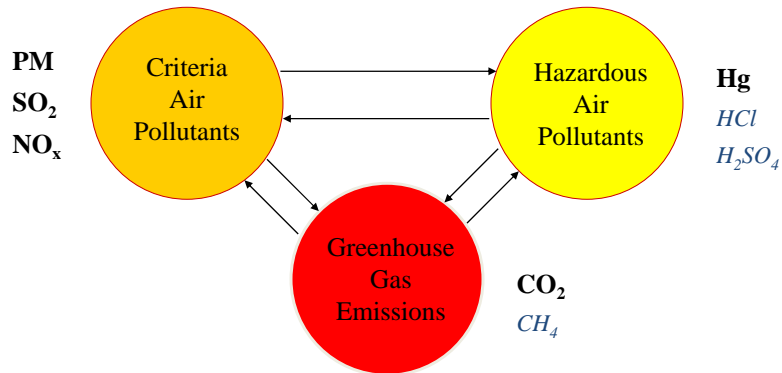 PM
SO₂
NOₓ
Criteria
Air
Pollutants
Hazardous
Air
Pollutants
Hg
HCl
H₂SO₄
Greenhouse
Gas
Emissions
CO₂
CH₄